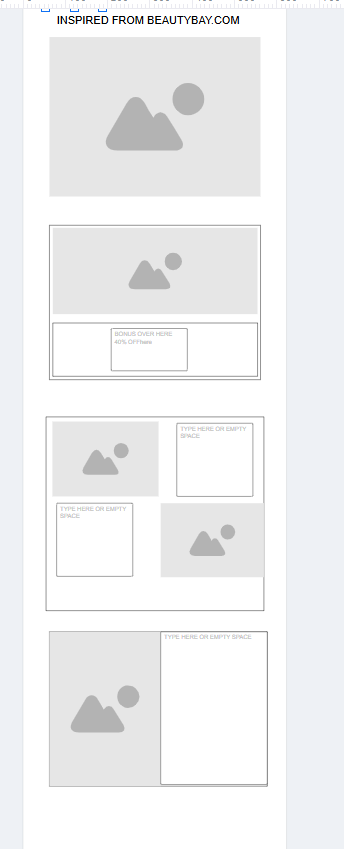 INSPIRED FROM BEAUTYBAY.COM
BONUS OVER HERE
40% OFFhere
TYPE HERE OR EMPTY
SPACE
TYPE HERE OR EMPTY
SPACE
TYPE HERE OR EMPTY SPACE